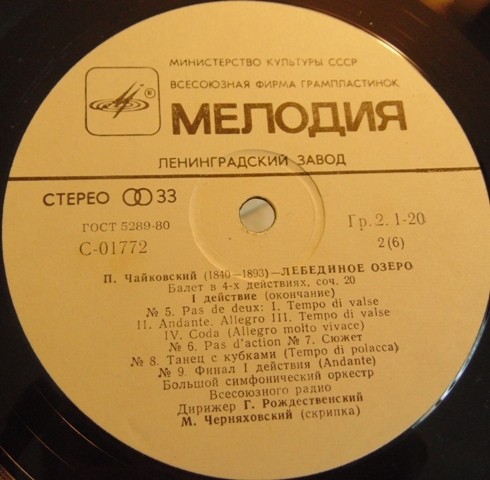 МИНИСТЕРСТВО КУЛЬТУРЫ СССР
ВСЕСОЮЗНАЯ ФИРМА ГРАМПЛАСТИНОК
МЕЛОДИЯ
ЛЕНИНГРАДСКИЙ ЗАВОД
СТЕРЕО 33
ГОСТ 5289-80
Гр. 2. 1-20
С-01772
2(6)
П. Чайковский (1840—1893)—ЛЕБЕДИНОЕ ОЗЕРО
Балет в 4-х действиях, соч. 20
I действие (окончание)
№ 5. Pas de deux: I. Tempo di valse
II. Andante. Allegro III. Tempo di valse
IV. Coda (Allegro molto vivace)
№ 6. Pas d'action № 7. Сюжет
№ 8. Танец с кубками (Tempo di polacca)
№ 9. Финал I действия (Andante)
Большой симфонический оркестр
Всесоюзного радио
Дирижер Г. Рождественский
М. Черняховский (скрипка)